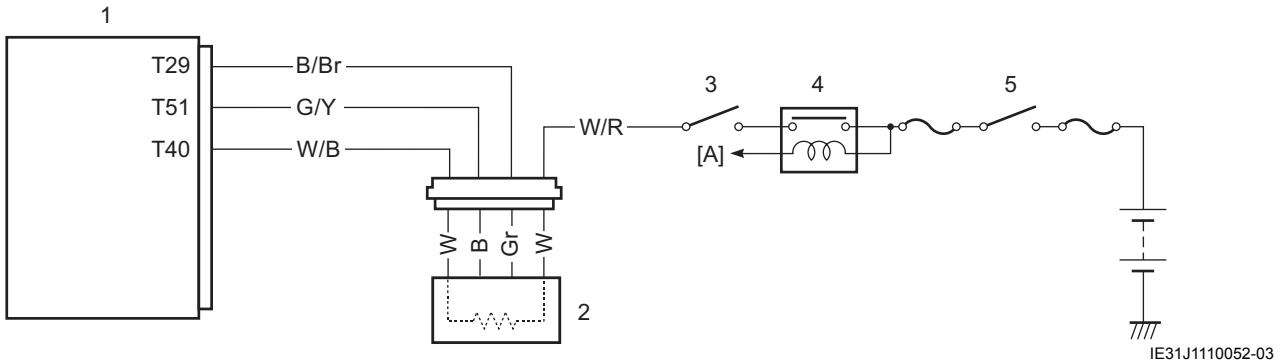 1
T29 B/Br
T51 G/Y
T40 W/B
W/R
3
4
5
[A]
W B Gr W
2
IE31J1110052-03